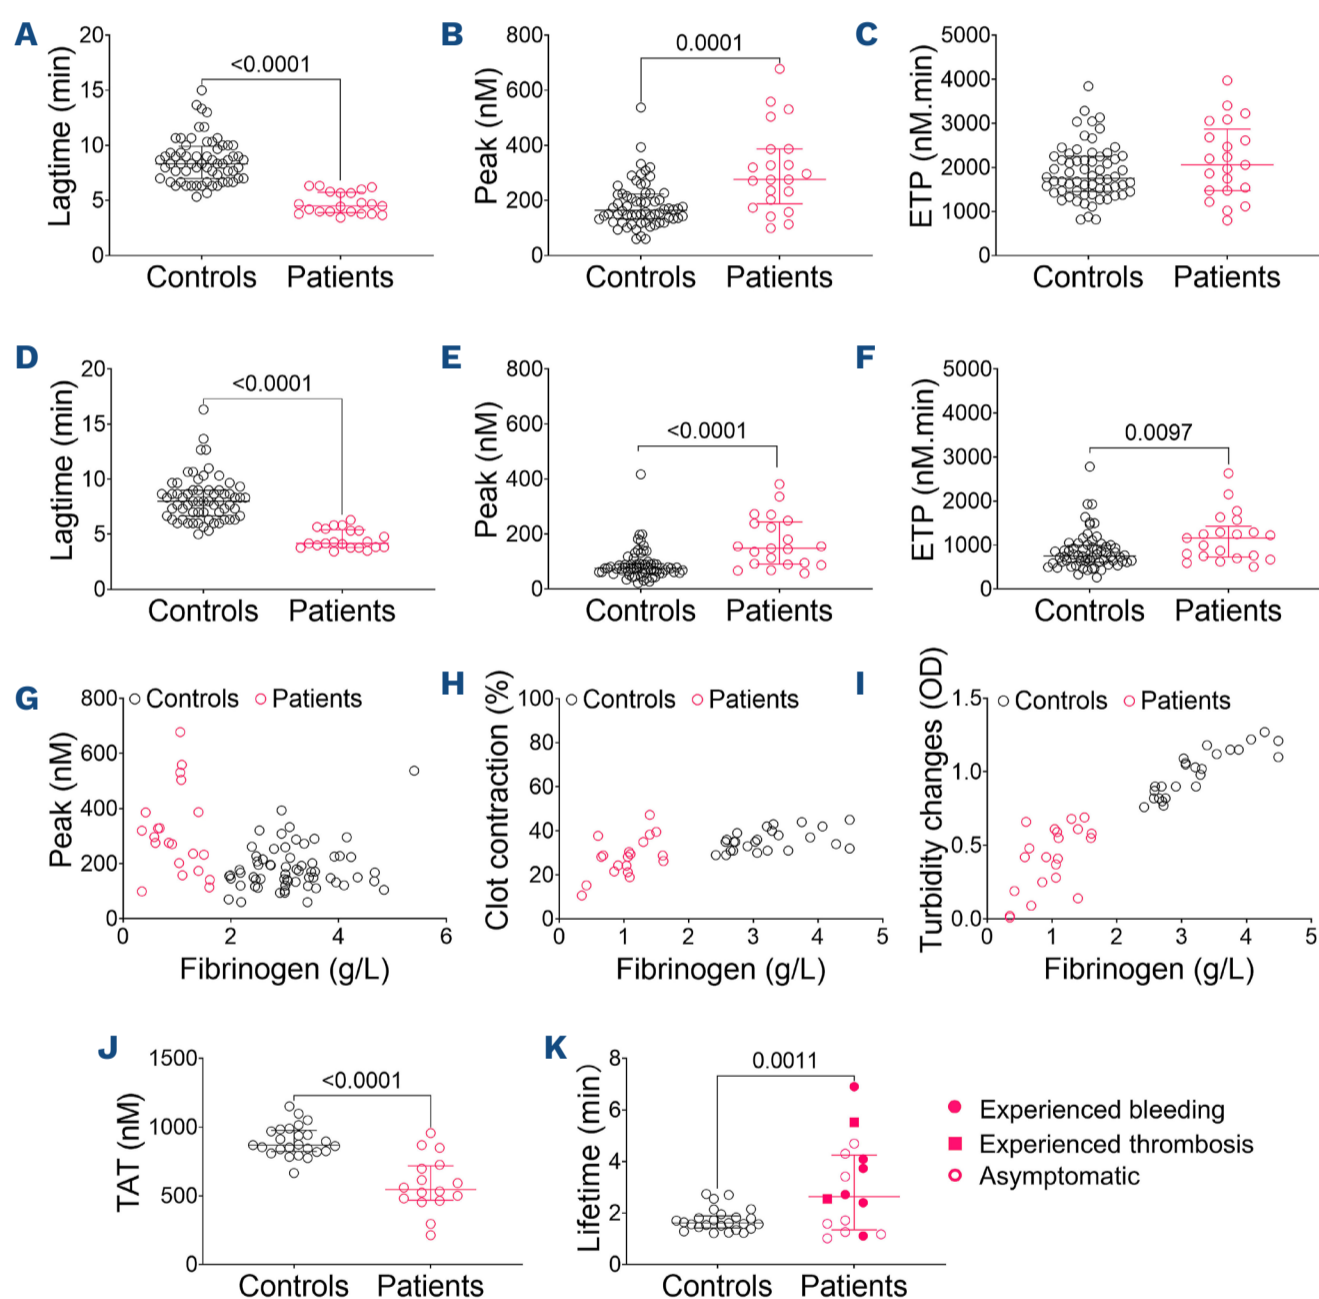 A
Lagtime (min)
20
15
10
5
0
<0.0001
Controls Patients
B
Peak (nM)
800
600
400
200
0
0.0001
Controls Patients
C
ETP (nM.min)
5000
4000
3000
2000
1000
0
Controls Patients
D
Lagtime (min)
20
15
10
5
0
<0.0001
Controls Patients
E
Peak (nM)
800
600
400
200
0
<0.0001
Controls Patients
F
ETP (nM.min)
5000
4000
3000
2000
1000
0
0.0097
Controls Patients
G
Peak (nM)
Controls Patients
800
600
400
200
0
0 2 4 6
Fibrinogen (g/L)
H
Clot contraction (%)
Controls Patients
100
80
60
40
20
0
0 1 2 3 4 5
Fibrinogen (g/L)
I
Turbidity changes (OD)
Controls Patients
1.5
1.0
0.5
0.0
0 1 2 3 4 5
Fibrinogen (g/L)
J
TAT (nM)
1500
1000
500
0
<0.0001
Controls Patients
K
Lifetime (min)
8
6
4
2
0
0.0011
Controls Patients
Experienced bleeding
Experienced thrombosis
Asymptomatic